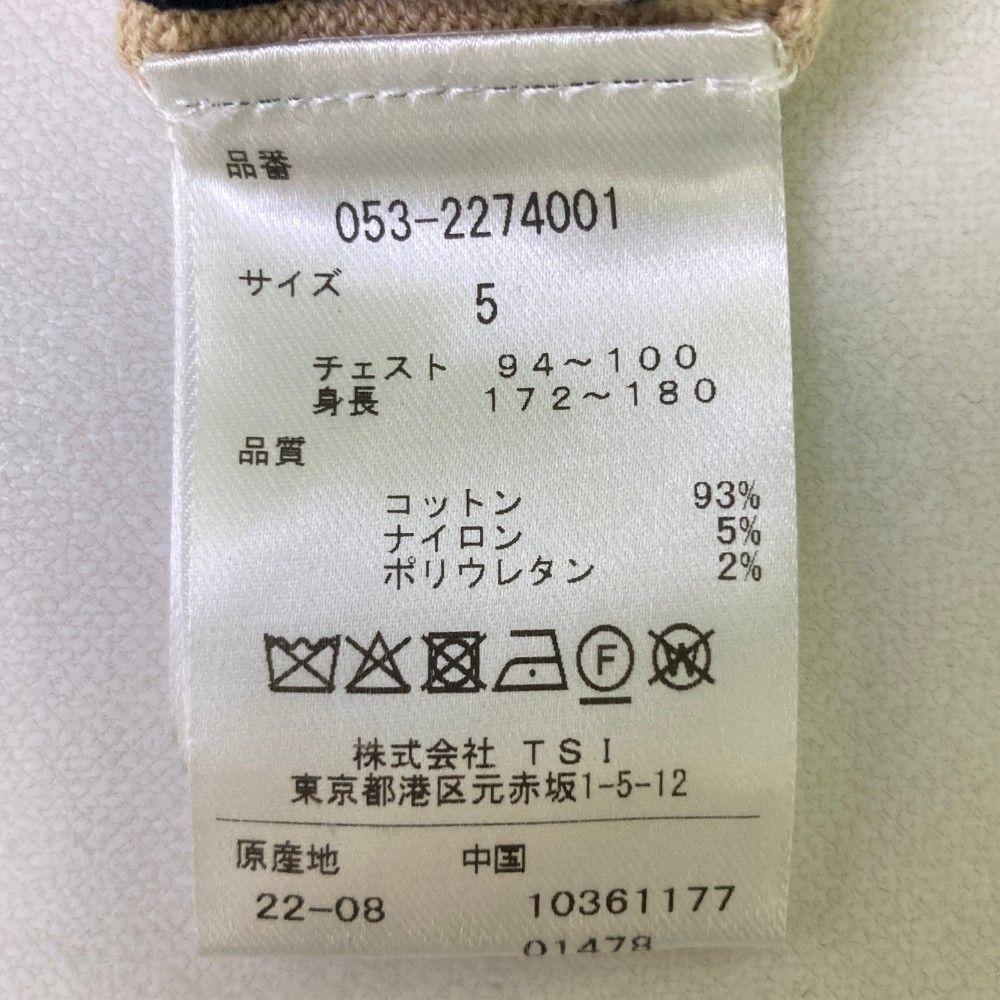 品番
053-2274001
サイズ 5
チェスト 94～100
身長 172～180
品質
コットン 93%
ナイロン 5%
ポリウレタン 2%
F W
株式会社 TSI
東京都港区元赤坂1-5-12
原産地 中国
22-08 10361177
01478